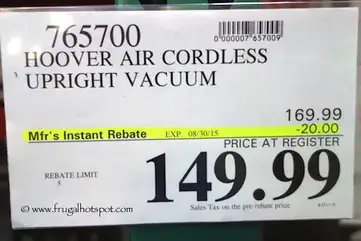 765700
0000007657009
HOOVER AIR CORDLESS
UPRIGHT VACUUM
169.99
Mfr's Instant Rebate EXP. 08/30/15 -20.00
PRICE AT REGISTER
REBATE LIMIT
5
149.99
Sales Tax on the pre-rebate price
© www.frugalhotspot.com